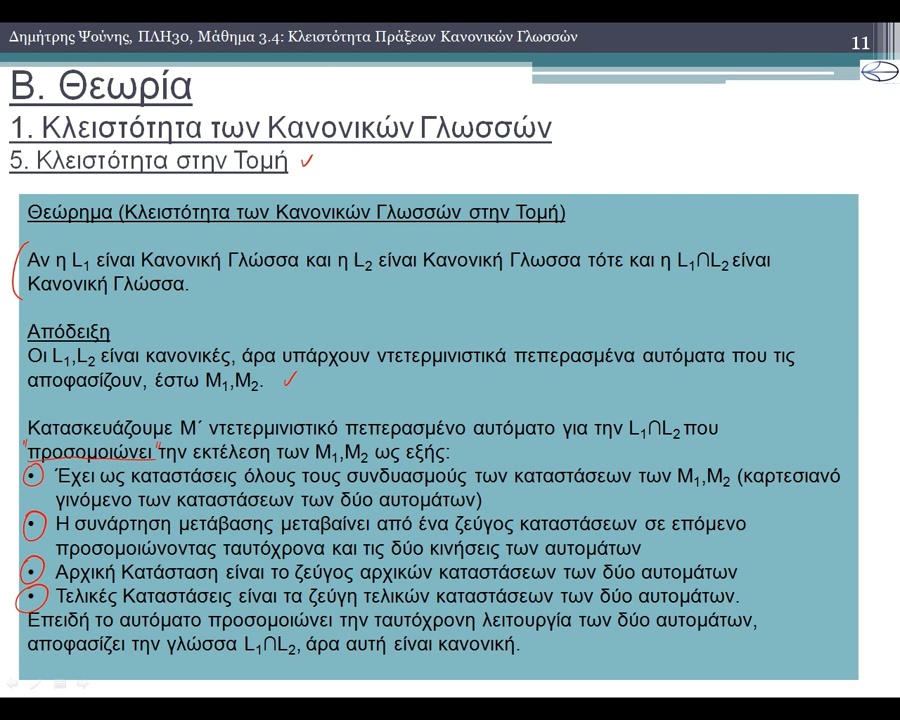 Δημήτρης Ψούνης, ΠΛΗ30, Μάθημα 3.4: Κλειστότητα Πράξεων Κανονικών Γλωσσών
11
Β. Θεωρία
1. Κλειστότητα των Κανονικών Γλωσσών
5. Κλειστότητα στην Τομή ✓
Θεώρημα (Κλειστότητα των Κανονικών Γλωσσών στην Τομή)
Αν η L₁ είναι Κανονική Γλώσσα και η L₂ είναι Κανονική Γλωσσα τότε και η L₁∩L₂ είναι
Κανονική Γλώσσα.
Απόδειξη
Οι L₁,L₂ είναι κανονικές, άρα υπάρχουν ντετερμινιστικά πεπερασμένα αυτόματα που τις
αποφασίζουν, έστω M₁,M₂. ✓
Κατασκευάζουμε Μ΄ ντετερμινιστικό πεπερασμένο αυτόματο για την L₁∩L₂ που
"προσομοιώνει" την εκτέλεση των M₁,M₂ ως εξής:
• Έχει ως καταστάσεις όλους τους συνδυασμούς των καταστάσεων των M₁,M₂ (καρτεσιανό
γινόμενο των καταστάσεων των δύο αυτομάτων)
• Η συνάρτηση μετάβασης μεταβαίνει από ένα ζεύγος καταστάσεων σε επόμενο
προσομοιώνοντας ταυτόχρονα και τις δύο κινήσεις των αυτομάτων
• Αρχική Κατάσταση είναι το ζεύγος αρχικών καταστάσεων των δύο αυτομάτων
• Τελικές Καταστάσεις είναι τα ζεύγη τελικών καταστάσεων των δύο αυτομάτων.
Επειδή το αυτόματο προσομοιώνει την ταυτόχρονη λειτουργία των δύο αυτομάτων,
αποφασίζει την γλώσσα L₁∩L₂, άρα αυτή είναι κανονική.